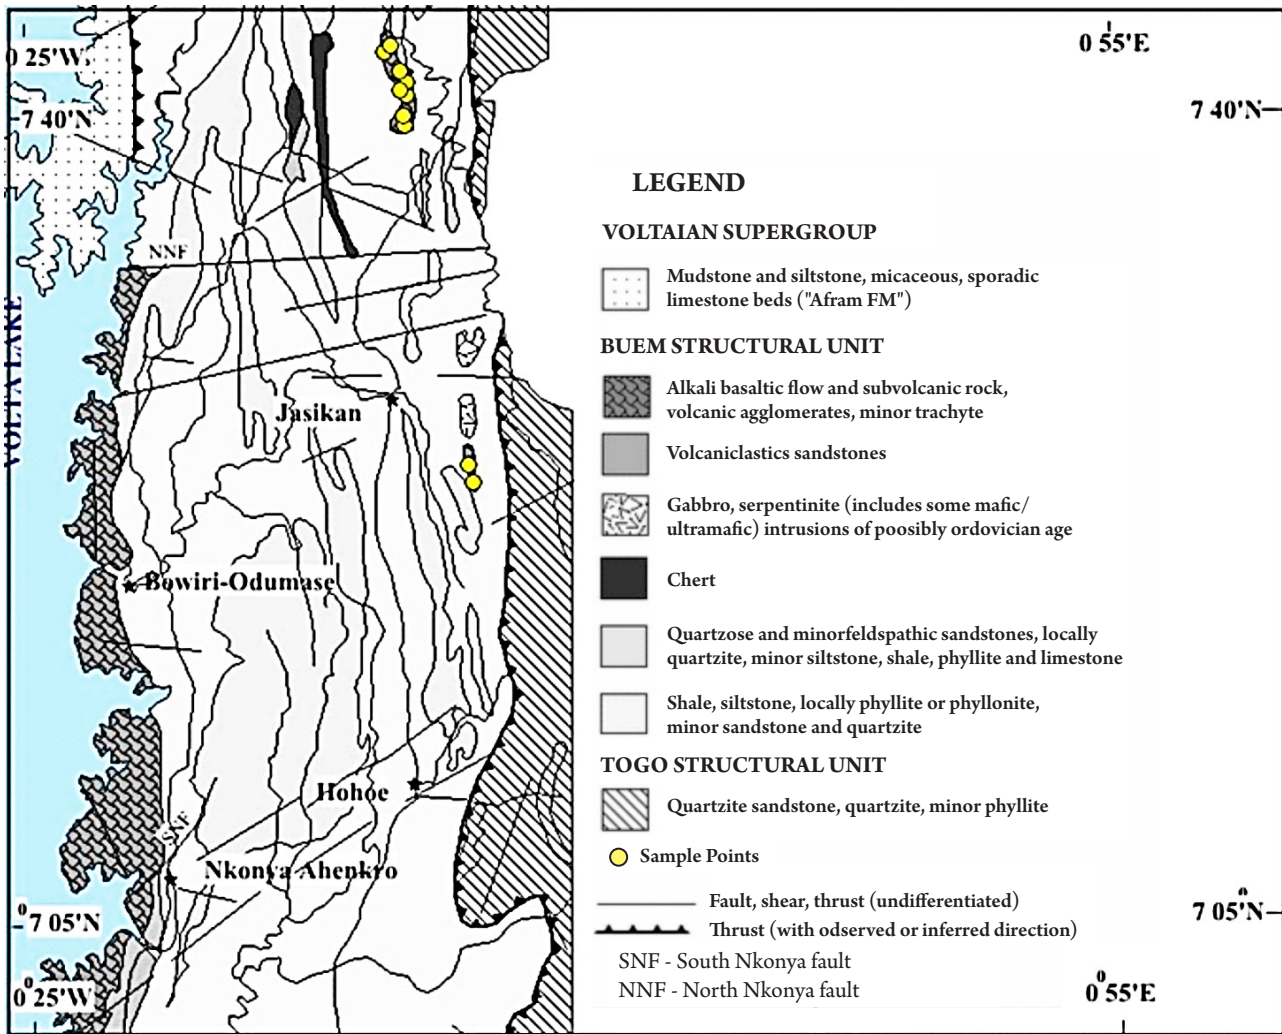 0 25'W
0 55'E
7 40'N
7 40'N
NNF
VOLTA LAKE
Jasikan
Bowiri-Odumase
Hohoe
SNF
Nkonya Ahenkro
0 7 05'N
7 05'N
0 25'W
0 55'E
LEGEND
VOLTAIAN SUPERGROUP
Mudstone and siltstone, micaceous, sporadic
limestone beds ("Afram FM")
BUEM STRUCTURAL UNIT
Alkali basaltic flow and subvolcanic rock,
volcanic agglomerates, minor trachyte
Volcaniclastics sandstones
Gabbro, serpentinite (includes some mafic/
ultramafic) intrusions of poosibly ordovician age
Chert
Quartzose and minorfeldspathic sandstones, locally
quartzite, minor siltstone, shale, phyllite and limestone
Shale, siltstone, locally phyllite or phyllonite,
minor sandstone and quartzite
TOGO STRUCTURAL UNIT
Quartzite sandstone, quartzite, minor phyllite
Sample Points
Fault, shear, thrust (undifferentiated)
Thrust (with odserved or inferred direction)
SNF - South Nkonya fault
NNF - North Nkonya fault